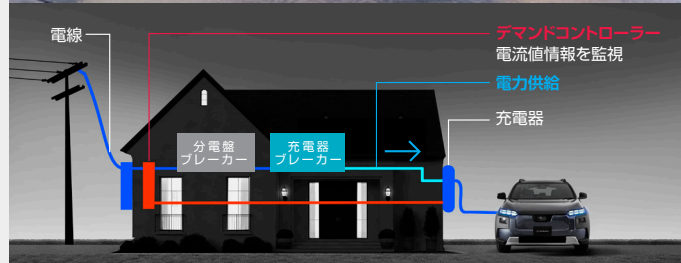 電線
デマンドコントローラー
電流値情報を監視
電力供給
充電器
分電盤
ブレーカー
充電器
ブレーカー